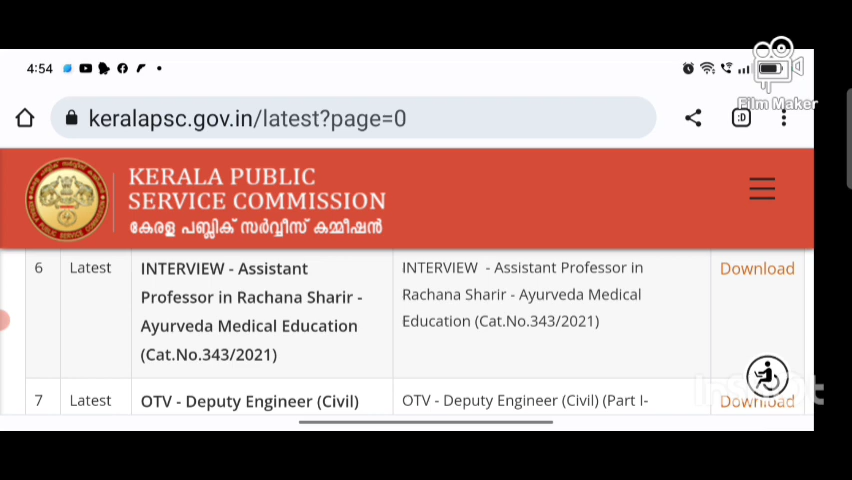 4:54
Film Maker
keralapsc.gov.in/latest?page=0
:D
KERALA PUBLIC
SERVICE COMMISSION
കേരള പബ്ലിക് സർവ്വീസ് കമ്മീഷൻ
6 Latest INTERVIEW - Assistant INTERVIEW - Assistant Professor in Download
Professor in Rachana Sharir - Rachana Sharir - Ayurveda Medical
Ayurveda Medical Education Education (Cat.No.343/2021)
(Cat.No.343/2021)
7 Latest OTV - Deputy Engineer (Civil) OTV - Deputy Engineer (Civil) (Part I- Download